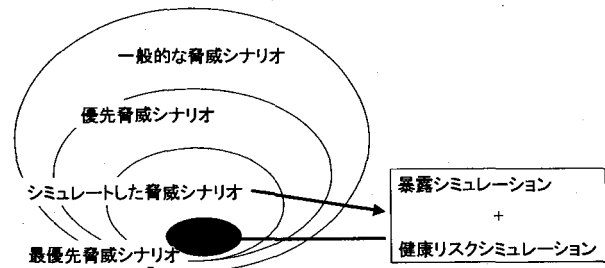 一般的な脅威シナリオ
優先脅威シナリオ
シミュレートした脅威シナリオ
最優先脅威シナリオ
暴露シミュレーション
+
健康リスクシミュレーション